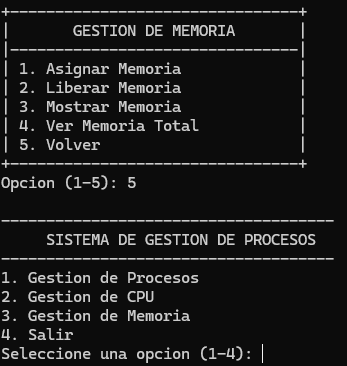 +--------------------------------+
|       GESTION DE MEMORIA       |
|--------------------------------|
| 1. Asignar Memoria             |
| 2. Liberar Memoria             |
| 3. Mostrar Memoria             |
| 4. Ver Memoria Total           |
| 5. Volver                      |
+--------------------------------+
Opcion (1-5): 5
-------------------------------------
     SISTEMA DE GESTION DE PROCESOS
-------------------------------------
1. Gestion de Procesos
2. Gestion de CPU
3. Gestion de Memoria
4. Salir
Seleccione una opcion (1-4):